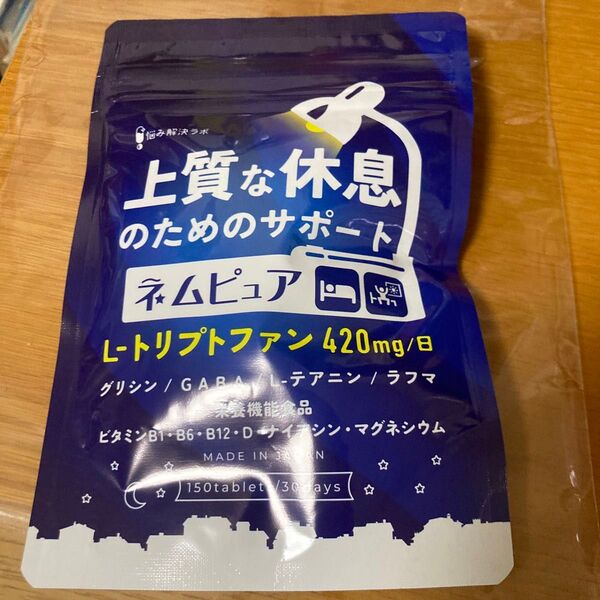 悩み解決ラボ
上質な休息
のためのサポート
ネムピュア
L-トリプトファン 420mg/日
グリシン / GABA / L-テアニン / ラフマ
栄養機能食品
ビタミンB1・B6・B12・D・ナイアシン・マグネシウム
MADE IN JAPAN
150tablets/30days